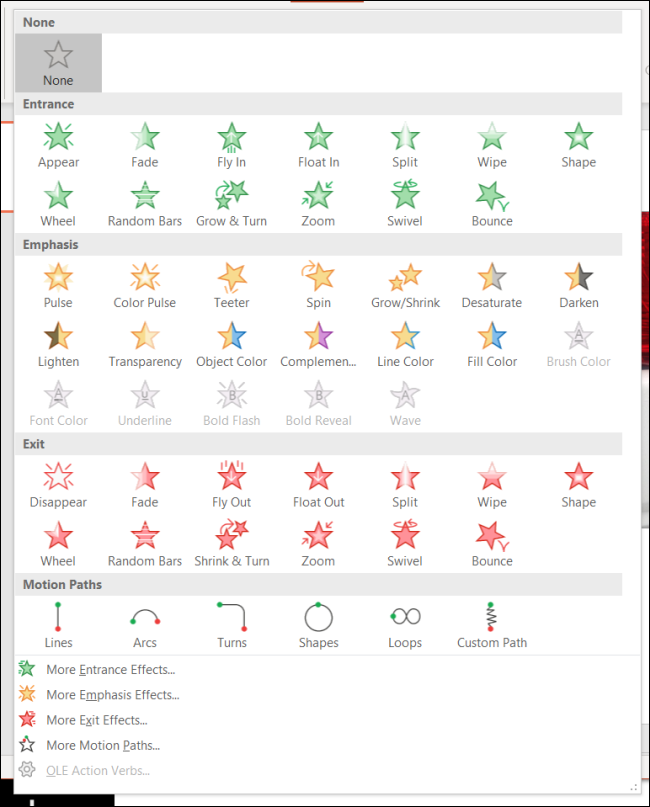 None
None
Entrance
Appear Fade Fly In Float In Split Wipe Shape
Wheel Random Bars Grow & Turn Zoom Swivel Bounce
Emphasis
Pulse Color Pulse Teeter Spin Grow/Shrink Desaturate Darken
Lighten Transparency Object Color Complemen... Line Color Fill Color Brush Color
Font Color Underline Bold Flash Bold Reveal Wave
Exit
Disappear Fade Fly Out Float Out Split Wipe Shape
Wheel Random Bars Shrink & Turn Zoom Swivel Bounce
Motion Paths
Lines Arcs Turns Shapes Loops Custom Path
More Entrance Effects...
More Emphasis Effects...
More Exit Effects...
More Motion Paths...
OLE Action Verbs...